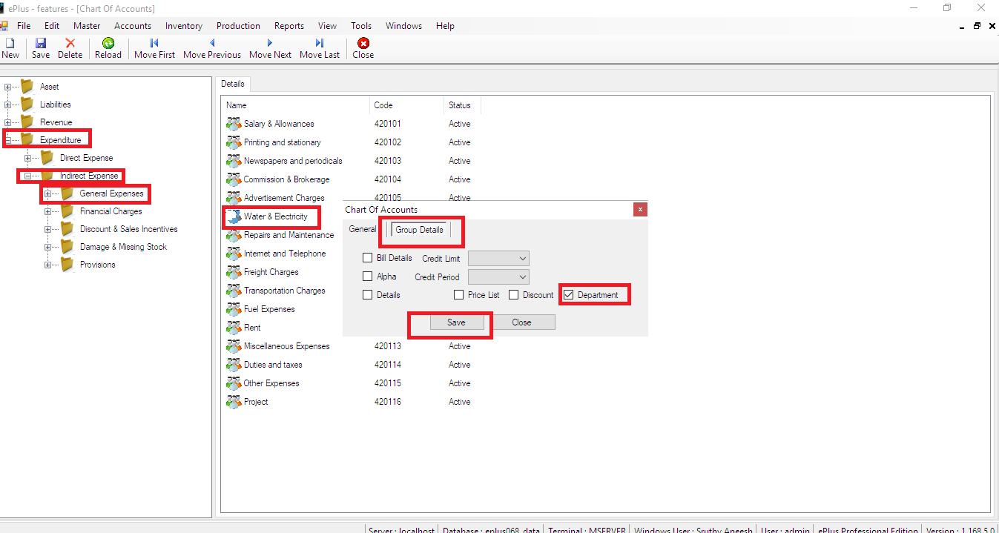 ePlus - features - [Chart Of Accounts]
File Edit Master Accounts Inventory Production Reports View Tools Windows Help
New Save Delete Reload Move First Move Previous Move Next Move Last Close
Asset
Liabilities
Revenue
Expenditure
Direct Expense
Indirect Expense
General Expenses
Financial Charges
Discount & Sales Incentives
Damage & Missing Stock
Provisions
Details
Name Code Status
Salary & Allowances 420101 Active
Printing and stationary 420102 Active
Newspapers and periodicals 420103 Active
Commission & Brokerage 420104 Active
Advertisement Charges 420105 Active
Water & Electricity
Repairs and Maintenance
Internet and Telephone
Freight Charges
Transportation Charges
Fuel Expenses
Rent
Miscellaneous Expenses 420113 Active
Duties and taxes 420114 Active
Other Expenses 420115 Active
Project 420116 Active
Chart Of Accounts
General Group Details
Bill Details Credit Limit
Alpha Credit Period
Details Price List Discount Department
Save Close
Server : localhost Database : eplus068_data Terminal : MSERVER Windows User : Sruthy Aneesh User : admin ePlus Professional Edition Version : 1.168.5.0